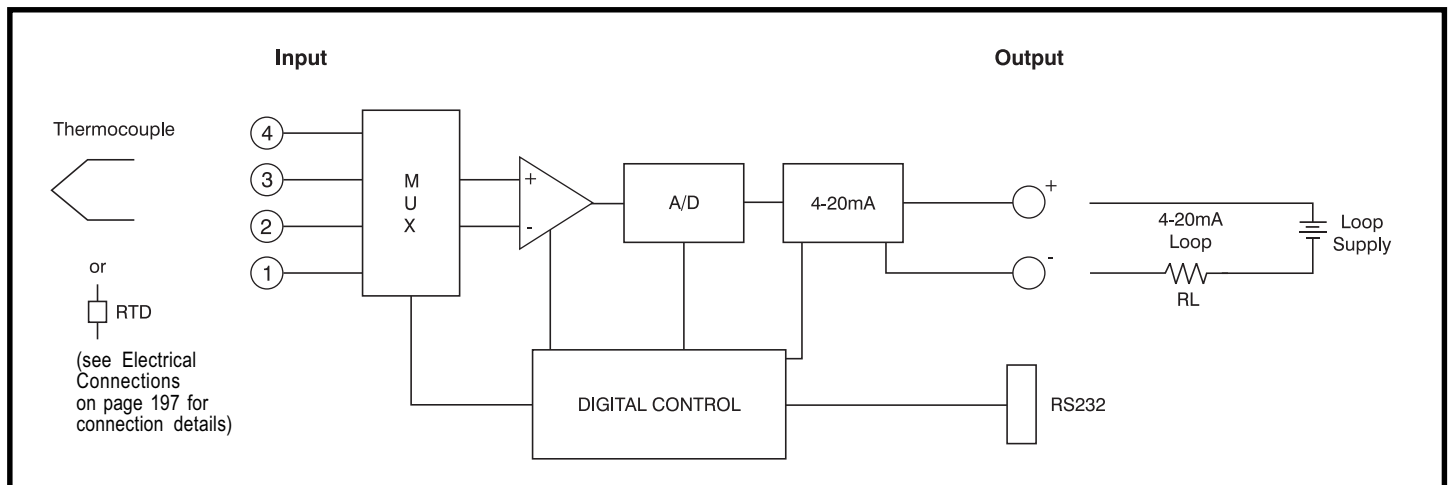 Input
Output
Thermocouple
4
3
2
1
M
U
X
+
-
A/D
4-20mA
+
-
4-20mA
Loop
RL
Loop
Supply
or
RTD
(see Electrical
Connections
on page 197 for
connection details)
DIGITAL CONTROL
RS232